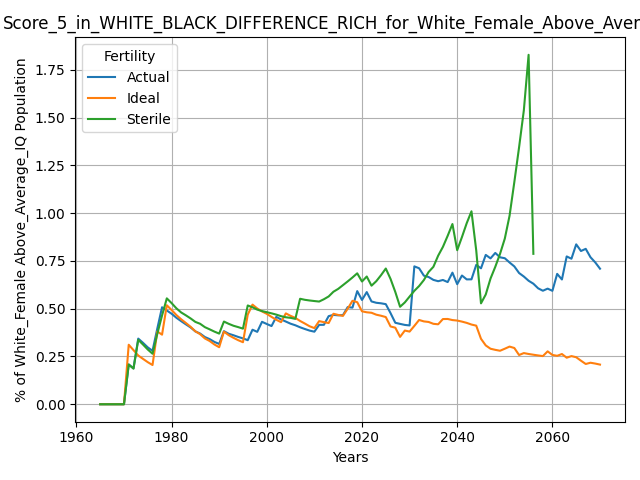 Score_5_in_WHITE_BLACK_DIFFERENCE_RICH_for_White_Female_Above_Aver
% of White_Female Above_Average_IQ Population
Fertility
Actual
Ideal
Sterile
1.75
1.50
1.25
1.00
0.75
0.50
0.25
0.00
1960
1980
2000
2020
2040
2060
Years